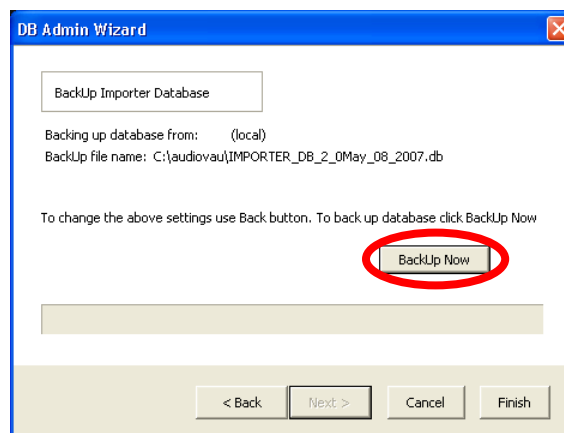 DB Admin Wizard
BackUp Importer Database
Backing up database from: (local)
BackUp file name: C:\audiovau\IMPORTER_DB_2_0May_08_2007.db
To change the above settings use Back button. To back up database click BackUp Now
BackUp Now
< Back Next > Cancel Finish